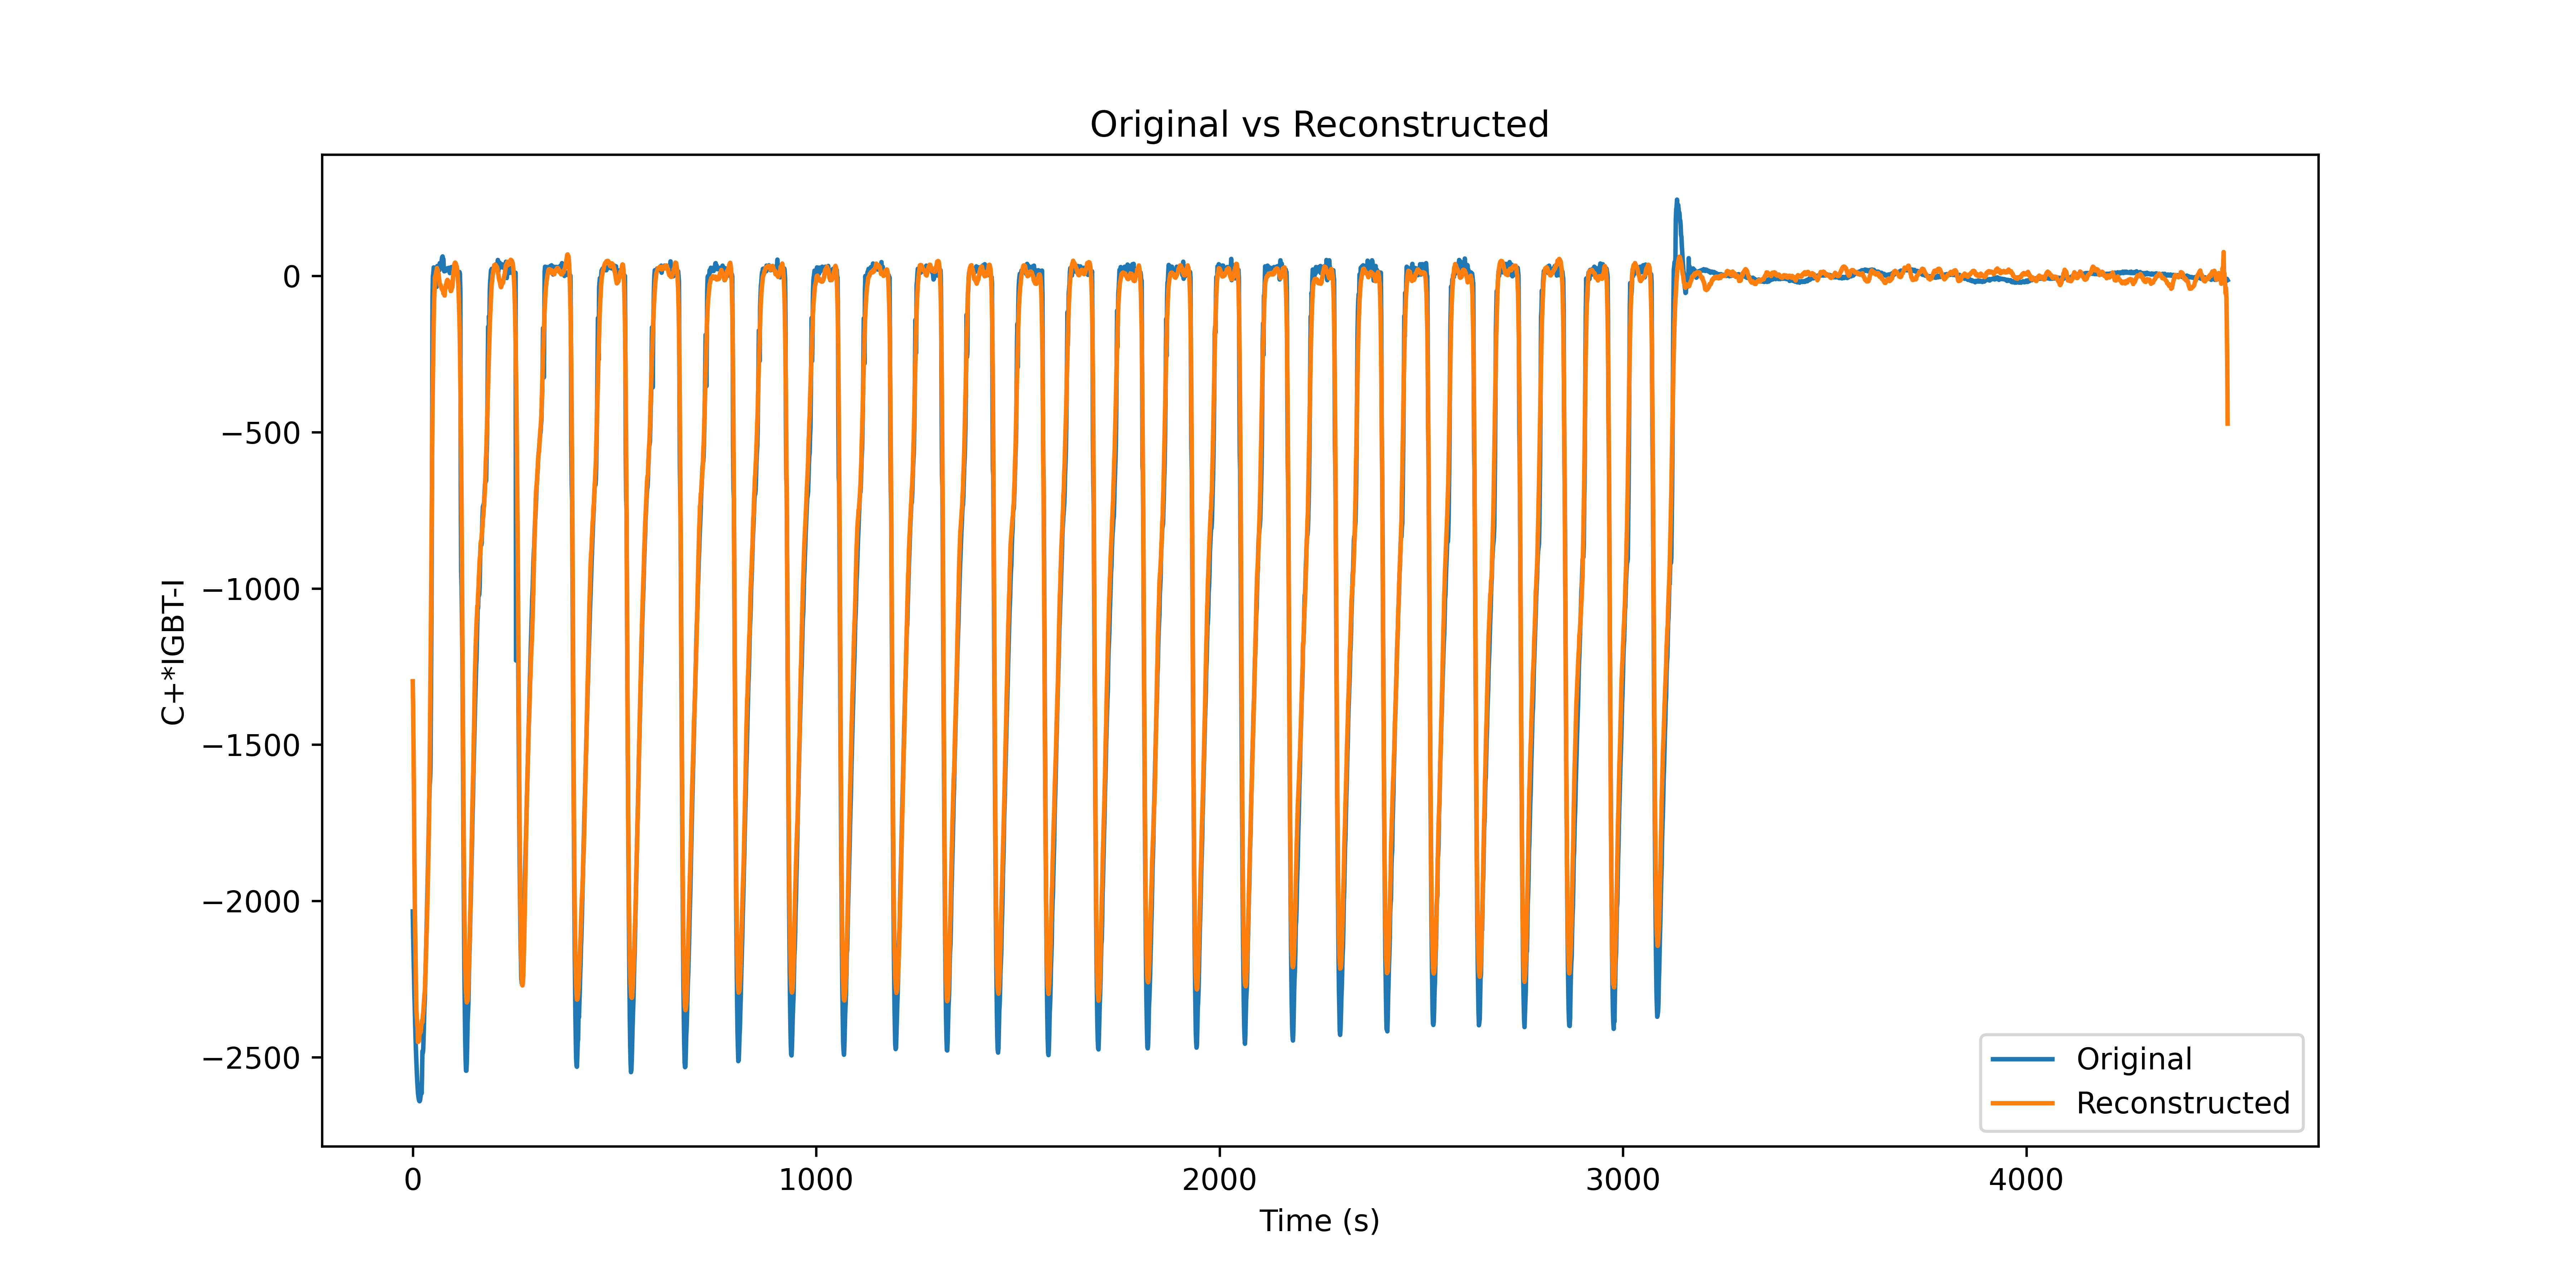 Original vs Reconstructed
C+*IGBT-I
0
−500
−1000
−1500
−2000
−2500
0
1000
2000
3000
4000
Time (s)
Original
Reconstructed